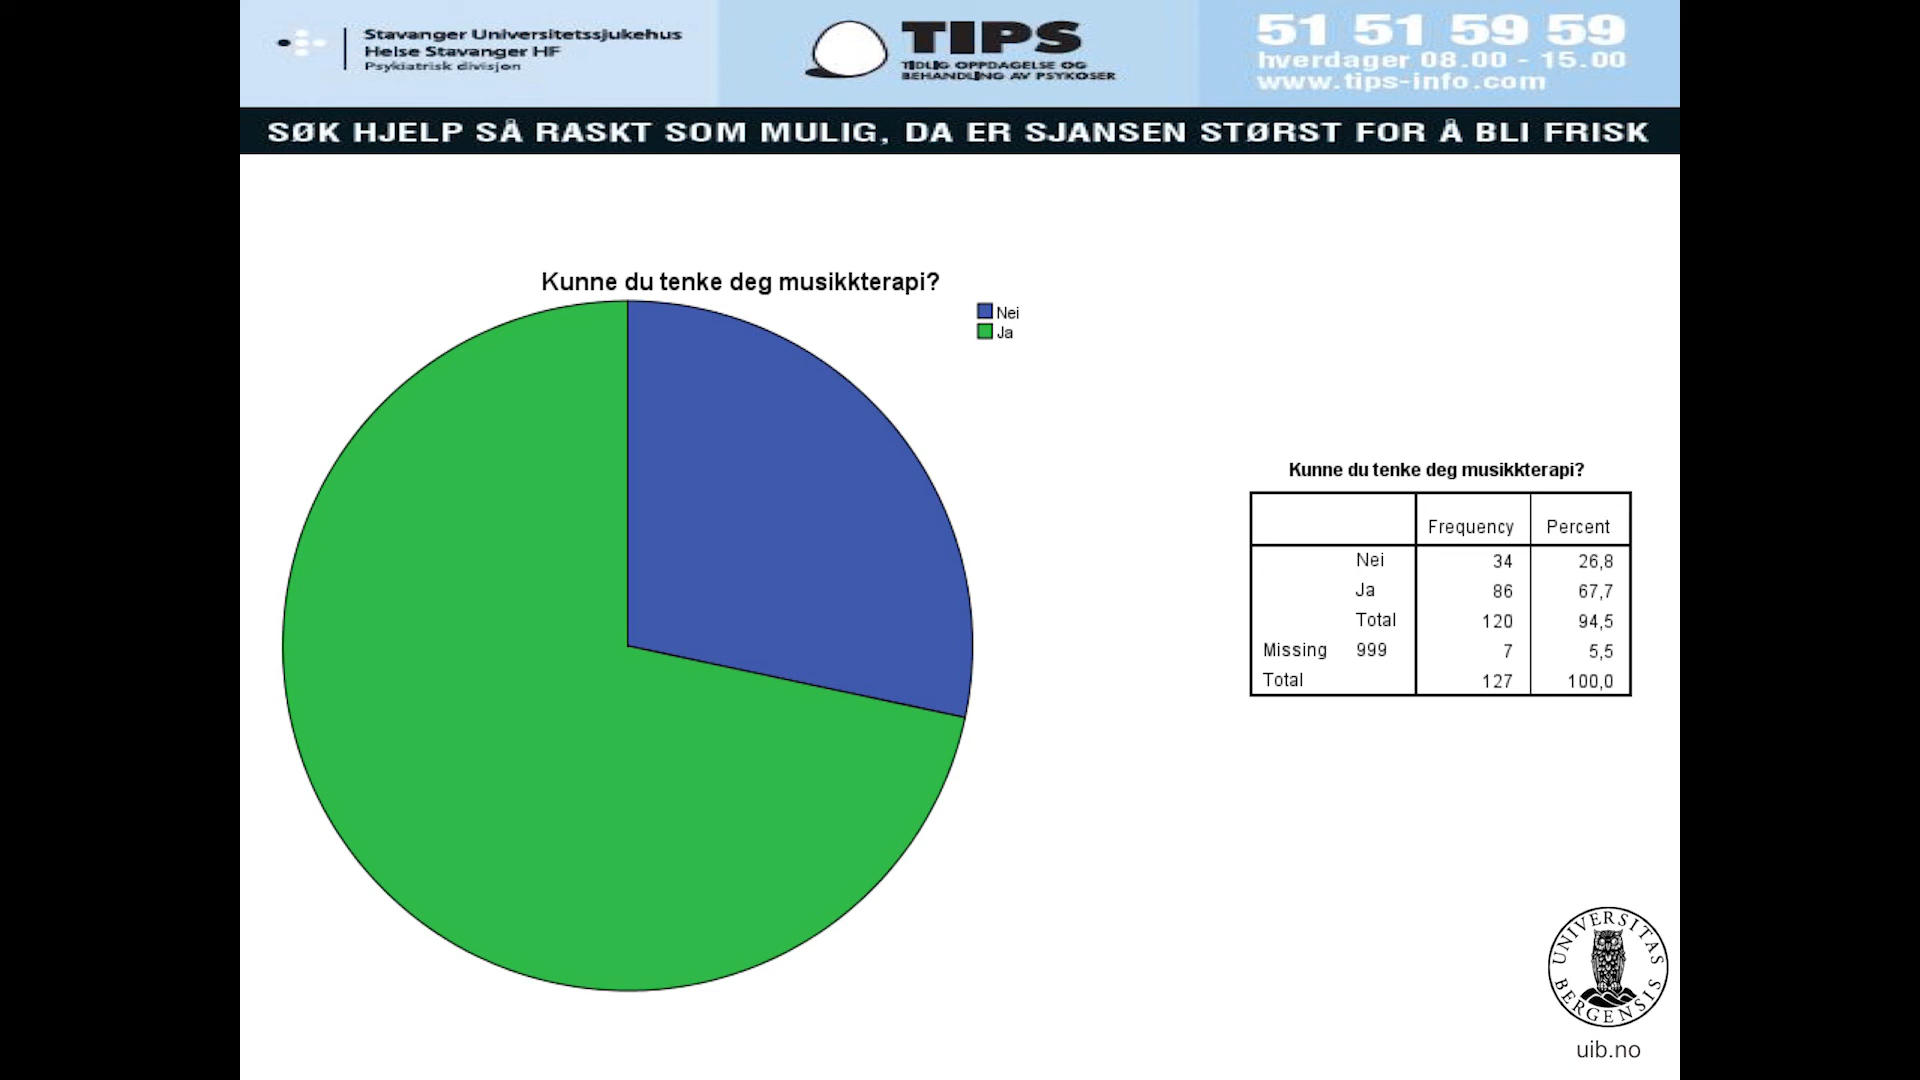 Stavanger Universitetssjukehus
Helse Stavanger HF
Psykiatrisk divisjon
TIPS
TIDLIG OPPDAGELSE OG
BEHANDLING AV PSYKOSER
51 51 59 59
hverdager 08.00 - 15.00
www.tips-info.com
SØK HJELP SÅ RASKT SOM MULIG, DA ER SJANSEN STØRST FOR Å BLI FRISK
Kunne du tenke deg musikkterapi?
Nei
Ja
Kunne du tenke deg musikkterapi?
Frequency Percent
Nei 34 26,8
Ja 86 67,7
Total 120 94,5
Missing 999 7 5,5
Total 127 100,0
UNIVERSITAS
BERGENSIS
uib.no